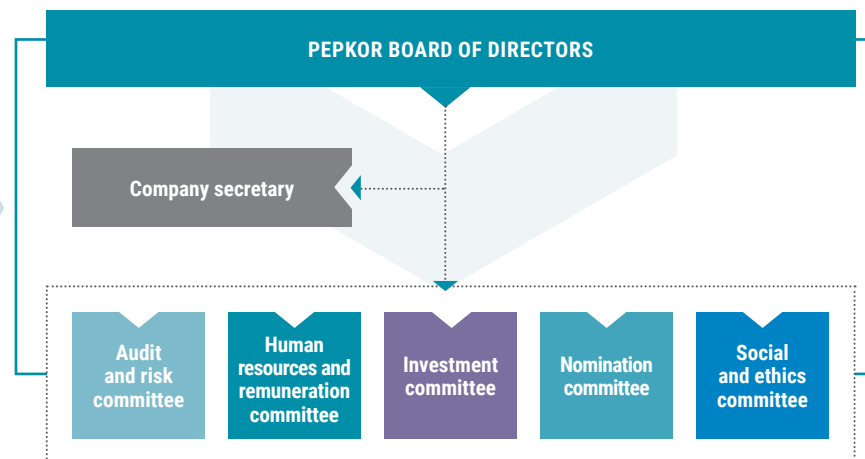 PEPKOR BOARD OF DIRECTORS
Company secretary
Audit
and risk
committee
Human
resources and
remuneration
committee
Investment
committee
Nomination
committee
Social
and ethics
committee